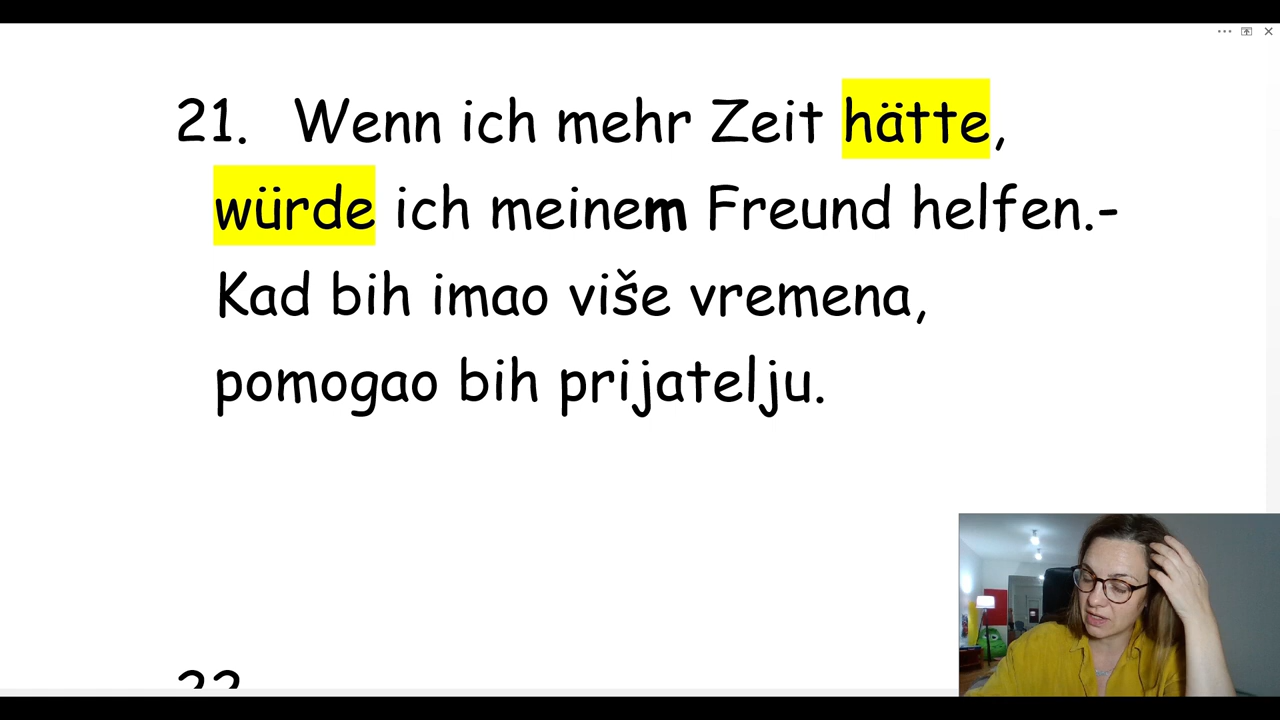 21. Wenn ich mehr Zeit hätte,
würde ich meinem Freund helfen.-
Kad bih imao više vremena,
pomogao bih prijatelju.